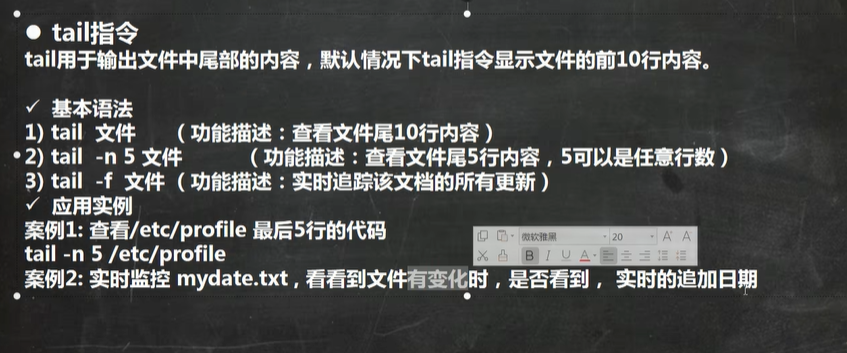 ● tail指令
tail用于输出文件中尾部的内容，默认情况下tail指令显示文件的前10行内容。
✓ 基本语法
1) tail 文件 （功能描述：查看文件尾10行内容）
2) tail -n 5 文件 （功能描述：查看文件尾5行内容，5可以是任意行数）
3) tail -f 文件（功能描述：实时追踪该文档的所有更新）
✓ 应用实例
案例1: 查看/etc/profile 最后5行的代码
tail -n 5 /etc/profile
微软雅黑 20 A A
B I U A
案例2: 实时监控 mydate.txt , 看看到文件有变化时，是否看到， 实时的追加日期